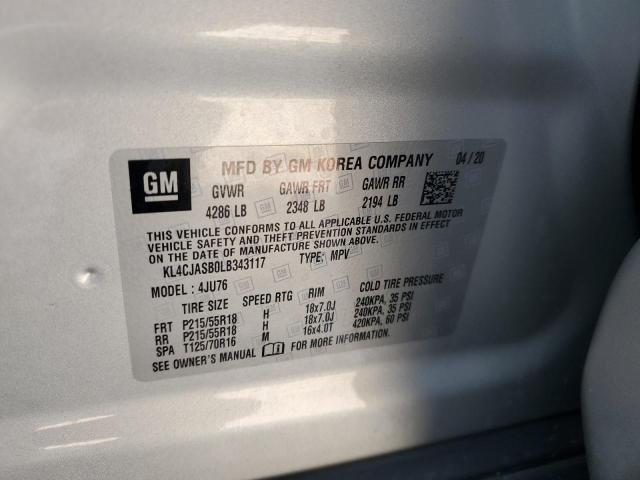 GM
MFD BY GM KOREA COMPANY 04/20
GVWR GAWR FRT GAWR RR
4286 LB 2348 LB 2194 LB
THIS VEHICLE CONFORMS TO ALL APPLICABLE U.S. FEDERAL MOTOR
VEHICLE SAFETY AND THEFT PREVENTION STANDARDS IN EFFECT ON
THE DATE OF MANUFACTURE SHOWN ABOVE.
KL4CJASB0LB343117 TYPE: MPV
MODEL : 4JU76
TIRE SIZE SPEED RTG RIM COLD TIRE PRESSURE
FRT P215/55R18 H 18x7.0J 240KPA, 35 PSI
RR P215/55R18 H 18x7.0J 240KPA, 35 PSI
SPA T125/70R16 M 16x4.0T 420KPA, 60 PSI
SEE OWNER'S MANUAL